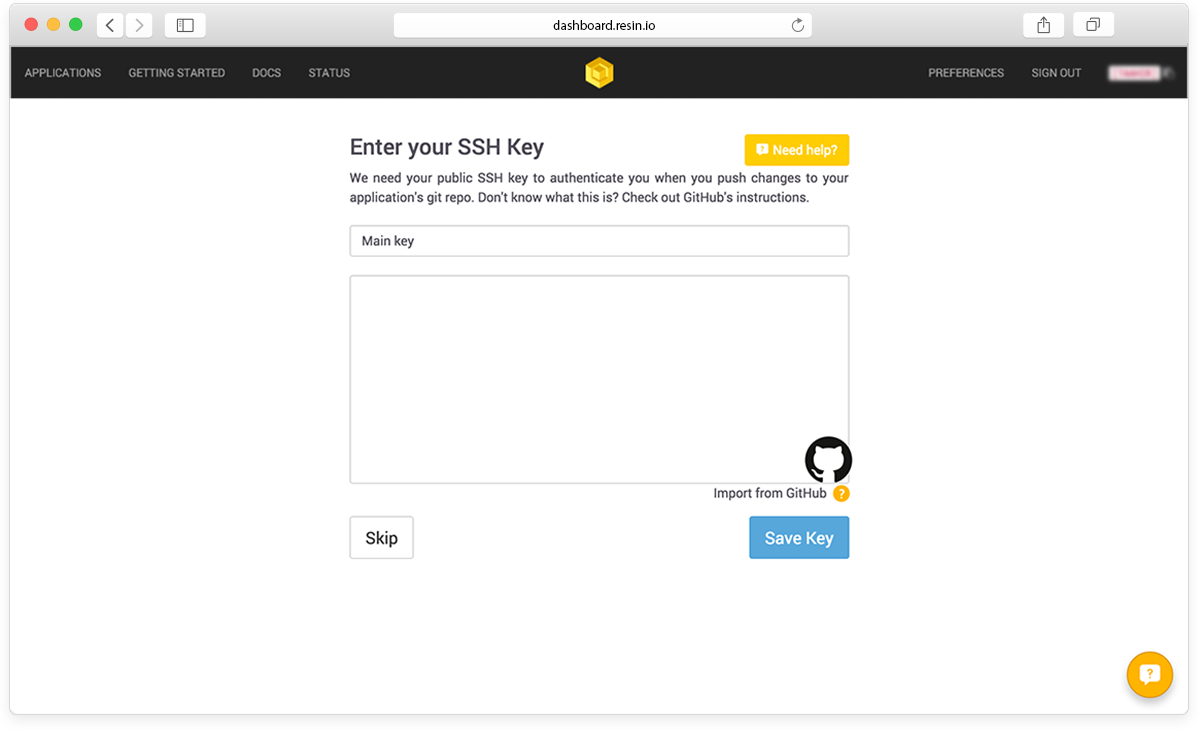 dashboard.resin.io
APPLICATIONS GETTING STARTED DOCS STATUS PREFERENCES SIGN OUT
Enter your SSH Key
Need help?
We need your public SSH key to authenticate you when you push changes to your
application's git repo. Don't know what this is? Check out GitHub's instructions.
Main key
Import from GitHub ?
Skip Save Key
?